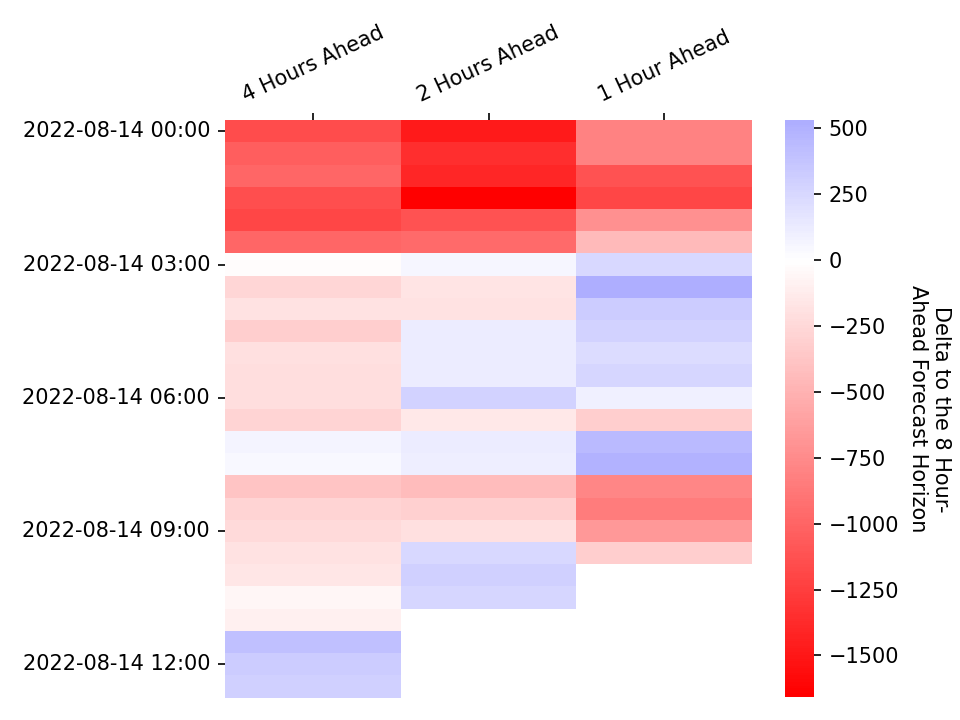 4 Hours Ahead
2 Hours Ahead
1 Hour Ahead
2022-08-14 00:00
2022-08-14 03:00
2022-08-14 06:00
2022-08-14 09:00
2022-08-14 12:00
500
250
0
−250
−500
−750
−1000
−1250
−1500
Delta to the 8 Hour-
Ahead Forecast Horizon